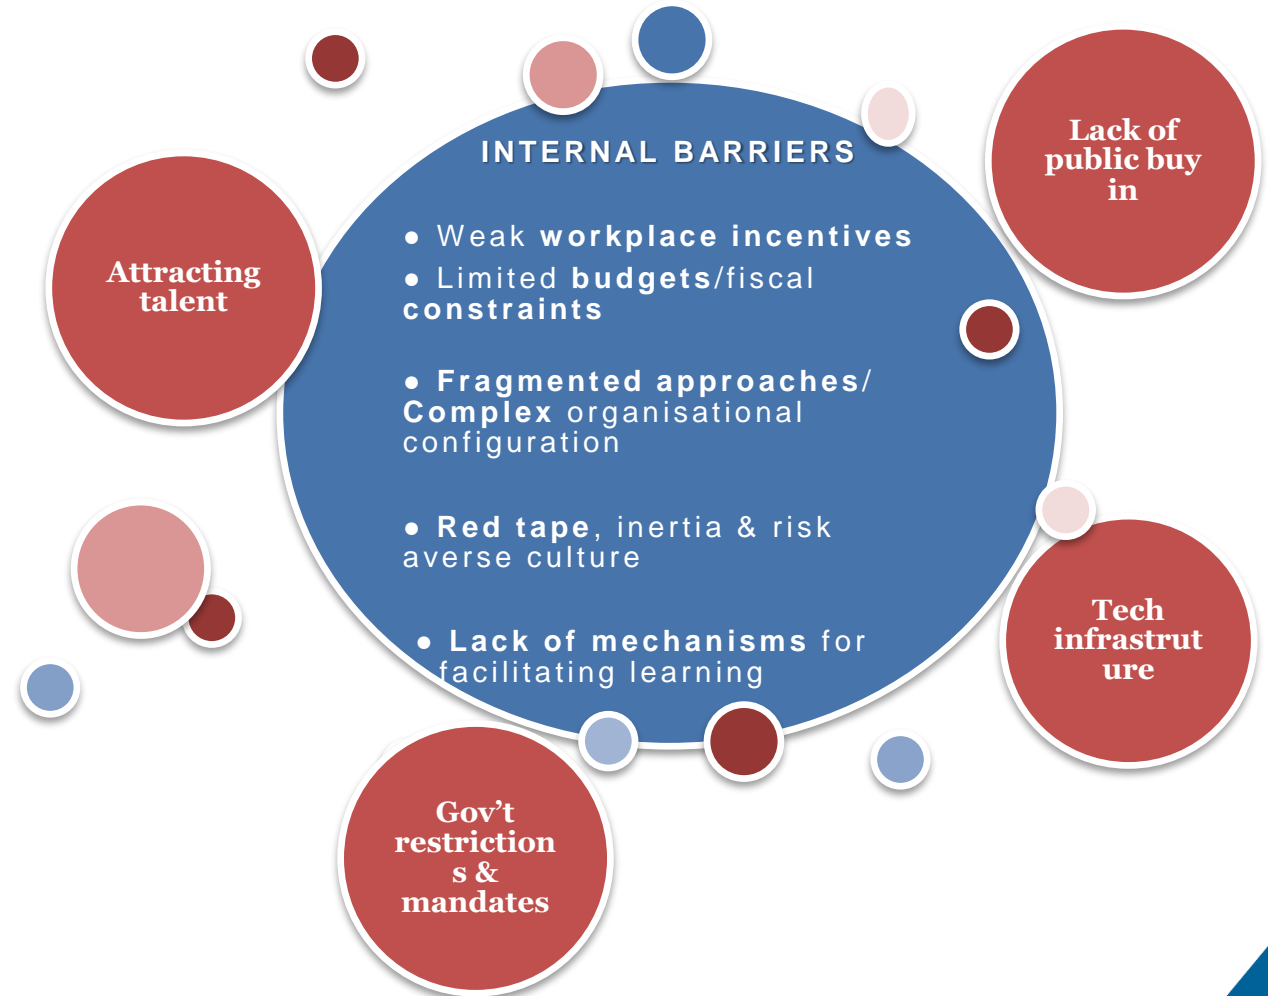 INTERNAL BARRIERS
● Weak workplace incentives
● Limited budgets/fiscal
constraints
● Fragmented approaches/
Complex organisational
configuration
● Red tape, inertia & risk
averse culture
● Lack of mechanisms for
facilitating learning
Attracting
talent
Lack of
public buy
in
Tech
infrastrut
ure
Gov’t
restriction
s &
mandates